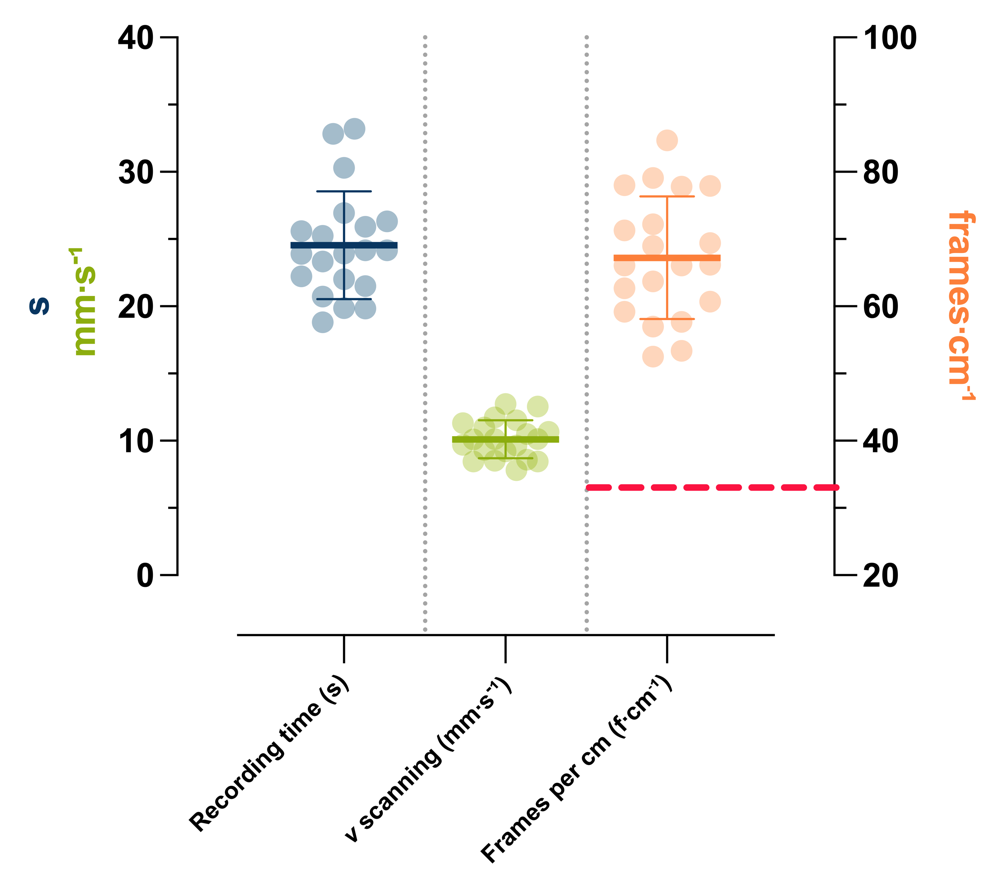 40
30
20
10
0
s
mm·s⁻¹
100
80
60
40
20
frames·cm⁻¹
Recording time (s)
v scanning (mm·s⁻¹)
Frames per cm (f·cm⁻¹)